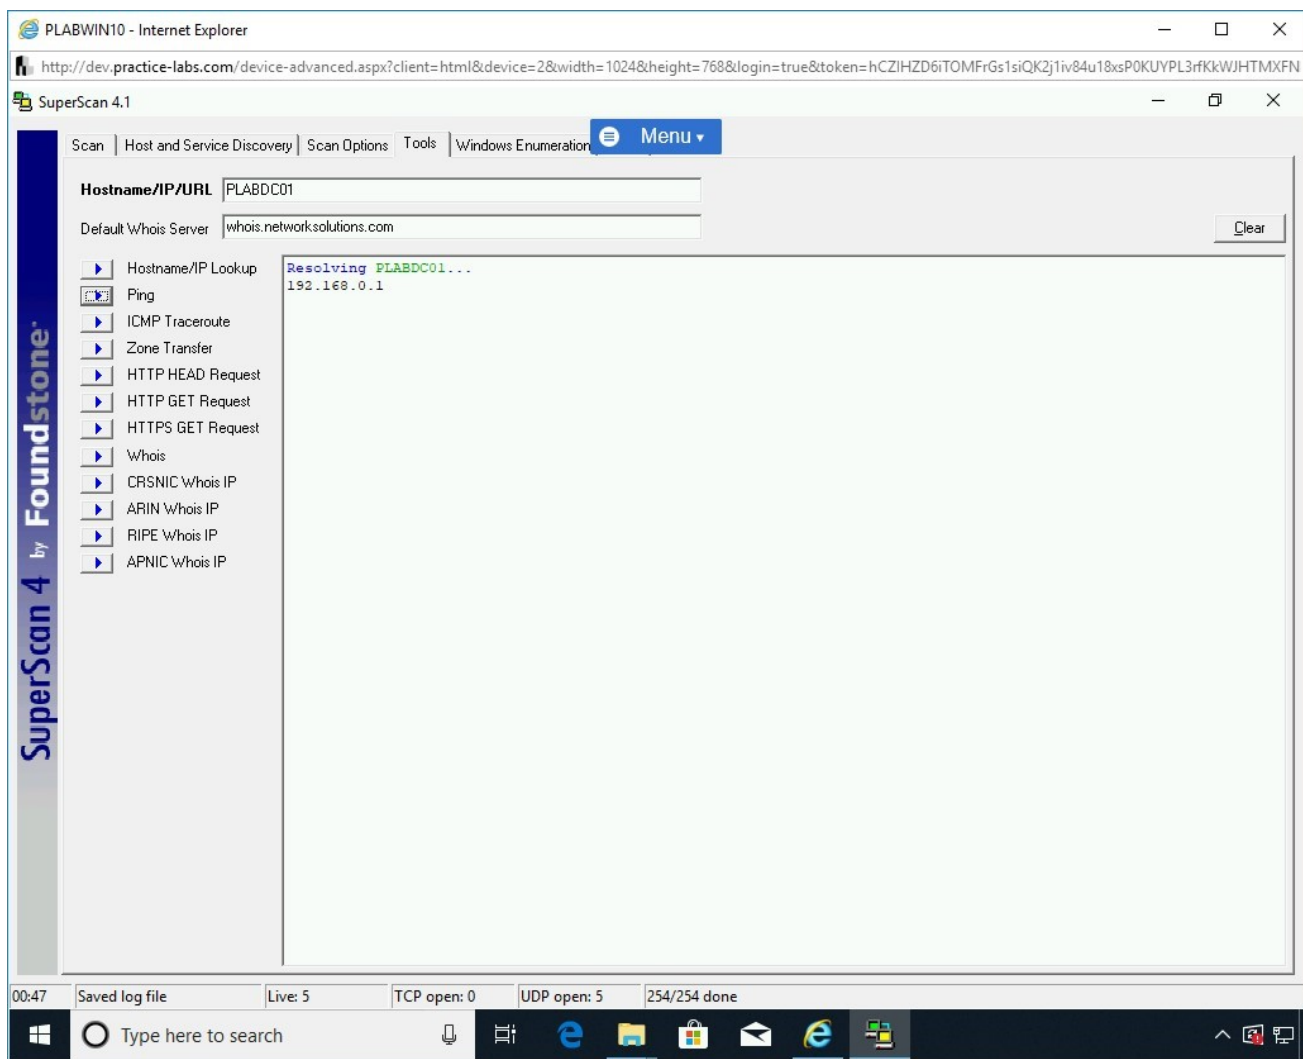 PLABWIN10 - Internet Explorer
http://dev.practice-labs.com/device-advanced.aspx?client=html&device=2&width=1024&height=768&login=true&token=hCZIHZD6iTOMFrGs1siQK2j1iv84u18xsP0KUYPL3rfKkWJHTMXFN
SuperScan 4.1
Menu
Scan Host and Service Discovery Scan Options Tools Windows Enumeration
Hostname/IP/URL PLABDC01
Default Whois Server whois.networksolutions.com Clear
Hostname/IP Lookup
Ping
ICMP Traceroute
Zone Transfer
HTTP HEAD Request
HTTP GET Request
HTTPS GET Request
Whois
CRSNIC Whois IP
ARIN Whois IP
RIPE Whois IP
APNIC Whois IP
Resolving PLABDC01...
192.168.0.1
SuperScan 4 by Foundstone
00:47 Saved log file Live: 5 TCP open: 0 UDP open: 5 254/254 done
Type here to search